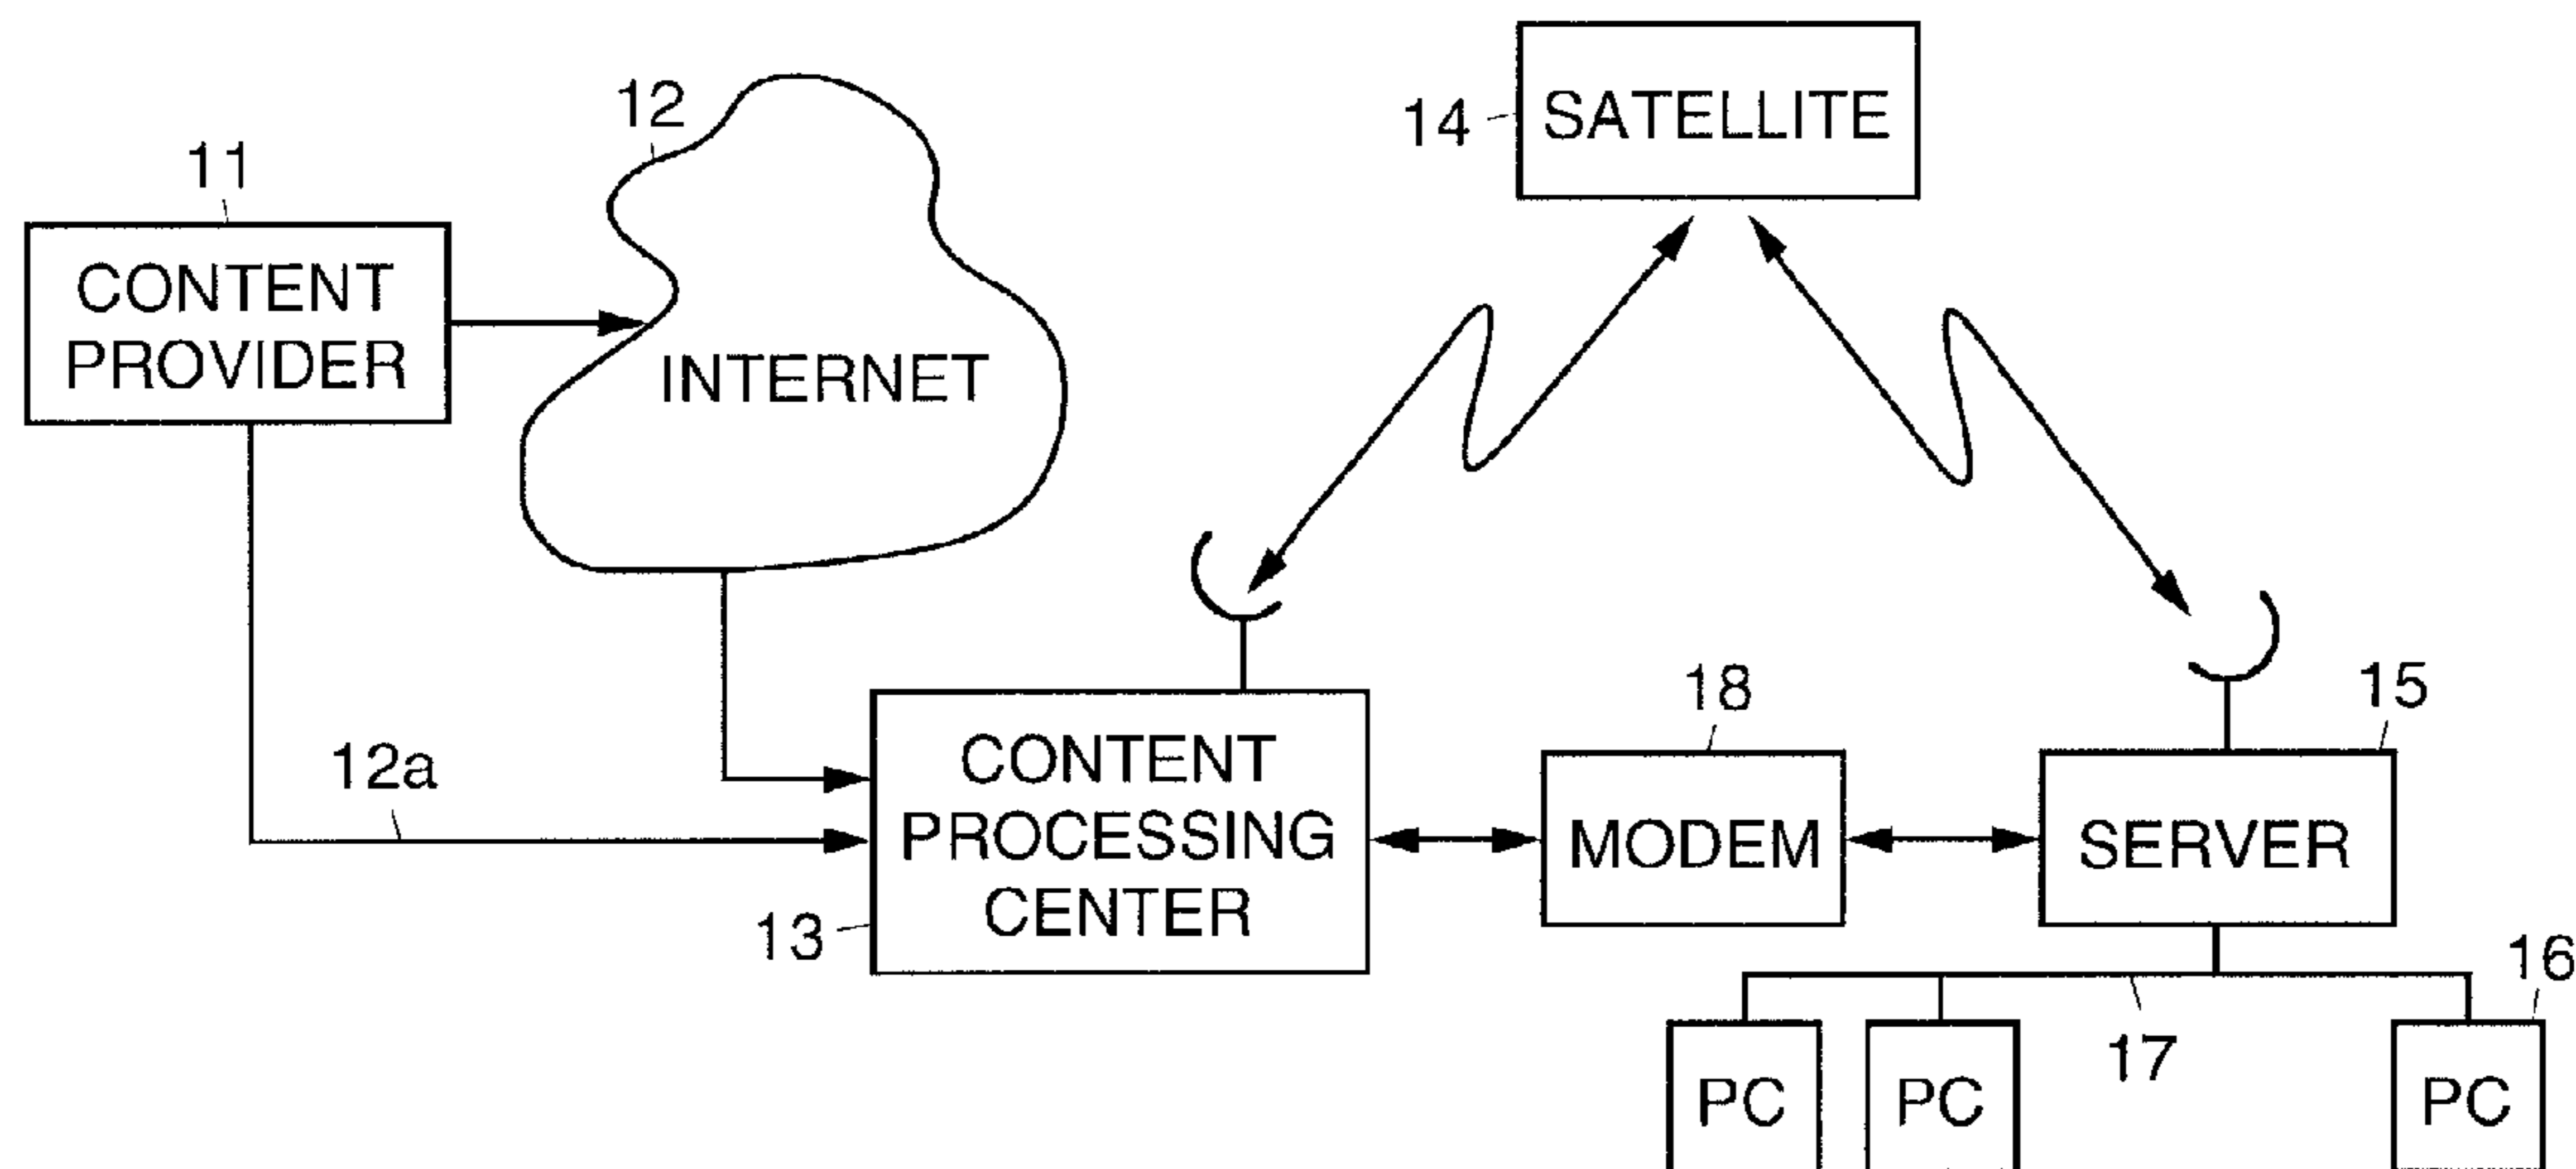 11
CONTENT
PROVIDER
12
INTERNET
12a
14
SATELLITE
13
CONTENT
PROCESSING
CENTER
18
MODEM
15
SERVER
17
16
PC
PC
PC